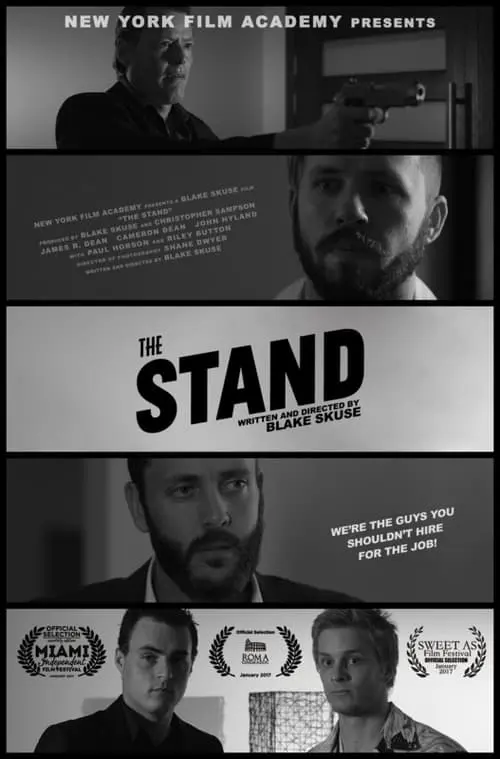 NEW YORK FILM ACADEMY PRESENTS
NEW YORK FILM ACADEMY PRESENTS A BLAKE SKUSE FILM
"THE STAND"
PRODUCED BY BLAKE SKUSE AND CHRISTOPHER SAMPSON
JAMES R. DEAN CAMERON DEAN JOHN HYLAND
WITH PAUL HOBSON AND RILEY BUTTON
DIRECTOR OF PHOTOGRAPHY SHANE DWYER
WRITTEN AND DIRECTED BY BLAKE SKUSE
THE
STAND
WRITTEN AND DIRECTED BY
BLAKE SKUSE
WE'RE THE GUYS YOU
SHOULDN'T HIRE
FOR THE JOB!
OFFICIAL
SELECTION
MIAMI
Independent
FILM FESTIVAL
JANUARY 2017
Official Selection
ROMA
January 2017
SWEET AS
Film Festival
OFFICIAL SELECTION
January
2017